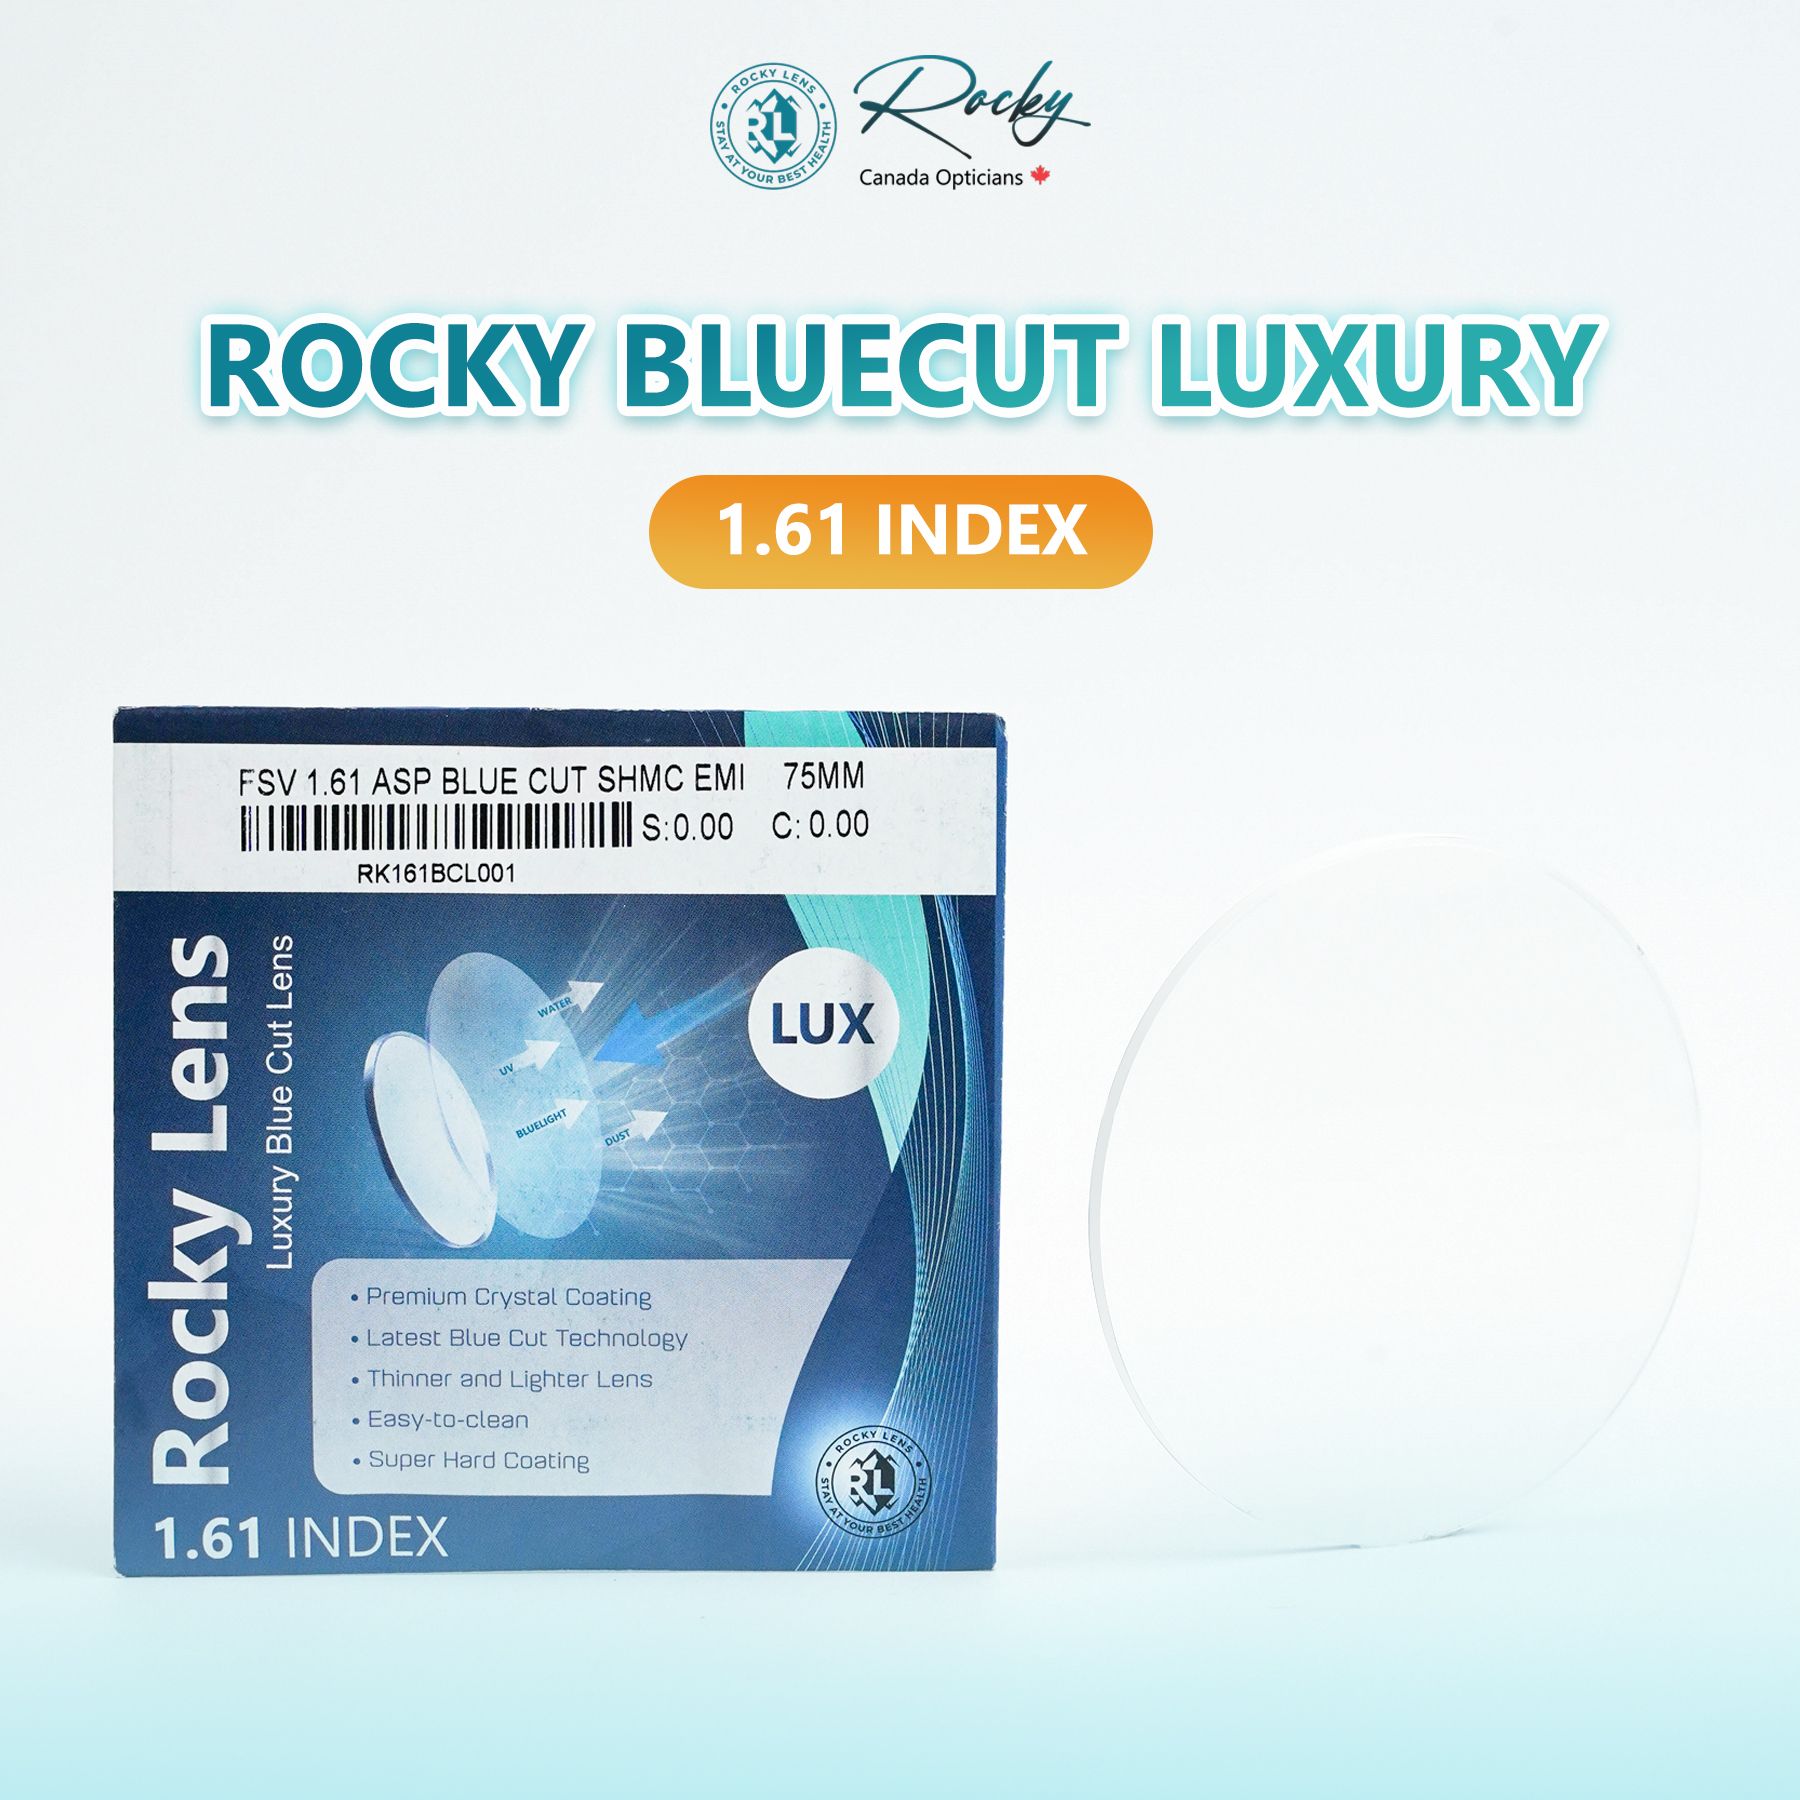 ROCKY LENS
STAY AT YOUR BEST HEALTH
RL
Rocky
Canada Opticians
ROCKY BLUECUT LUXURY
1.61 INDEX
FSV 1.61 ASP BLUE CUT SHMC EMI 75MM
S:0.00 C: 0.00
RK161BCL001
Rocky Lens
Luxury Blue Cut Lens
WATER
UV
BLUELIGHT
DUST
LUX
• Premium Crystal Coating
• Latest Blue Cut Technology
• Thinner and Lighter Lens
• Easy-to-clean
• Super Hard Coating
ROCKY LENS
STAY AT YOUR BEST HEALTH
RL
1.61 INDEX